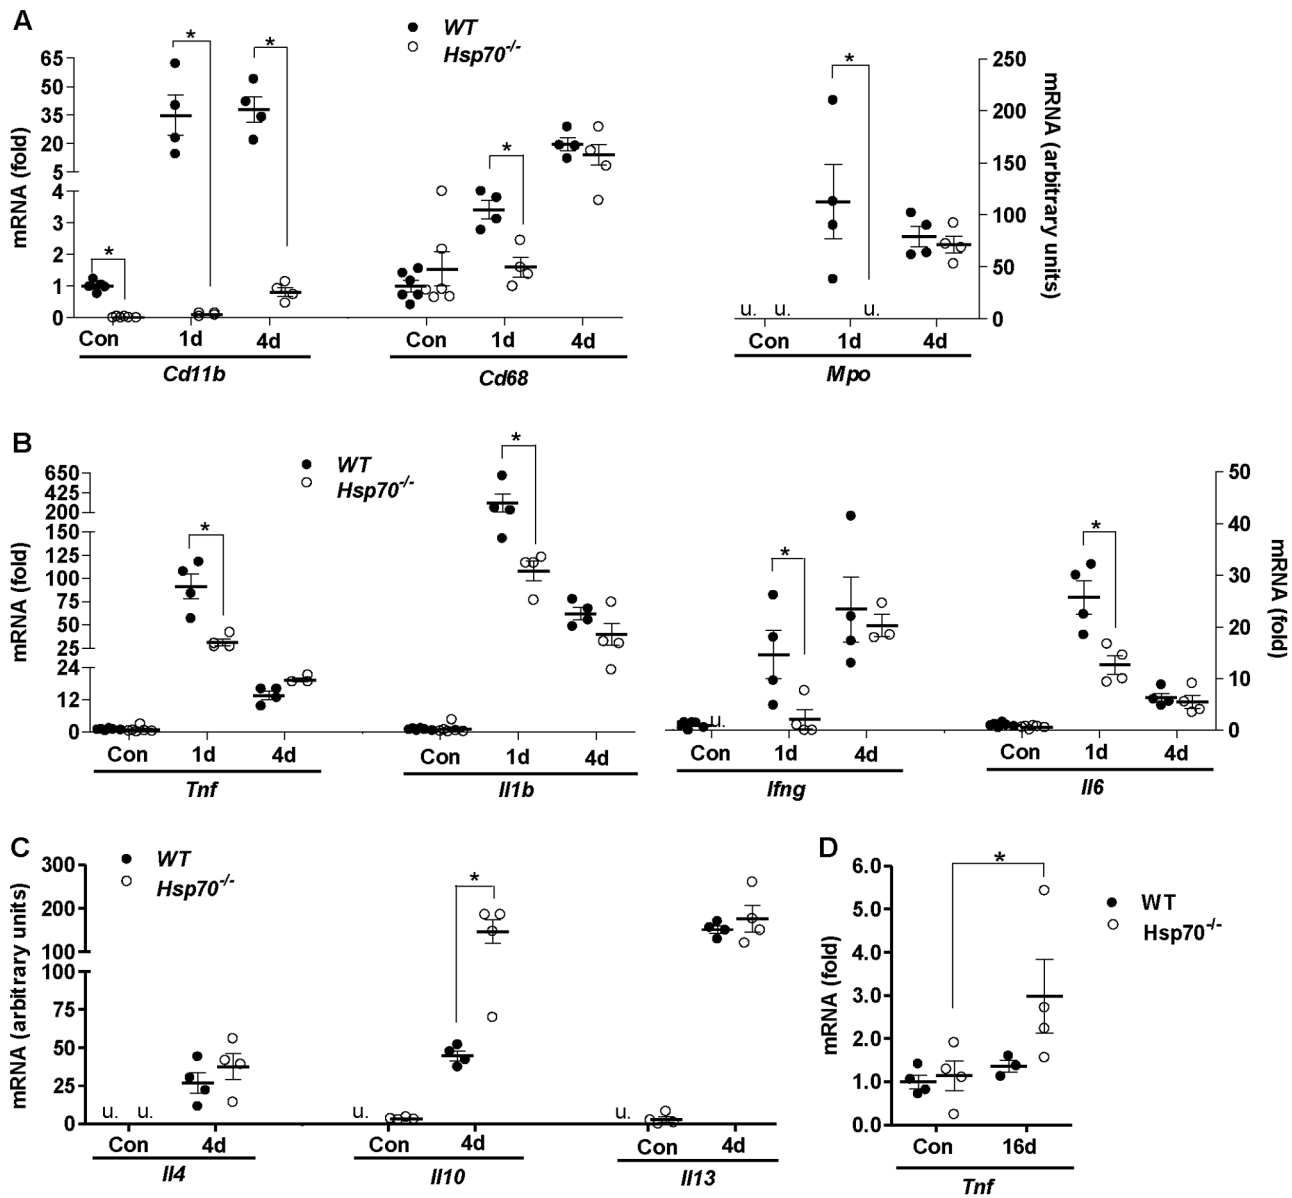 A
WT
Hsp70-/-
mRNA (fold)
65
50
35
20
5
4
3
2
1
0
*
*
*
*
*
mRNA (arbitrary units)
250
200
150
100
50
0
u. u. u.
Con 1d 4d Con 1d 4d Con 1d 4d
Cd11b Cd68 Mpo
B
WT
Hsp70-/-
mRNA (fold)
650
425
200
150
125
100
75
50
25
24
12
0
*
*
*
*
u.
mRNA (fold)
50
40
30
20
10
0
Con 1d 4d Con 1d 4d Con 1d 4d Con 1d 4d
Tnf Il1b Ifng Il6
C
WT
Hsp70-/-
mRNA (arbitrary units)
300
200
100
100
75
50
25
0
*
u. u. u. u.
Con 4d Con 4d Con 4d
Il4 Il10 Il13
D
WT
Hsp70-/-
mRNA (fold)
6.0
5.0
4.0
3.0
2.0
1.0
0.0
*
Con 16d
Tnf